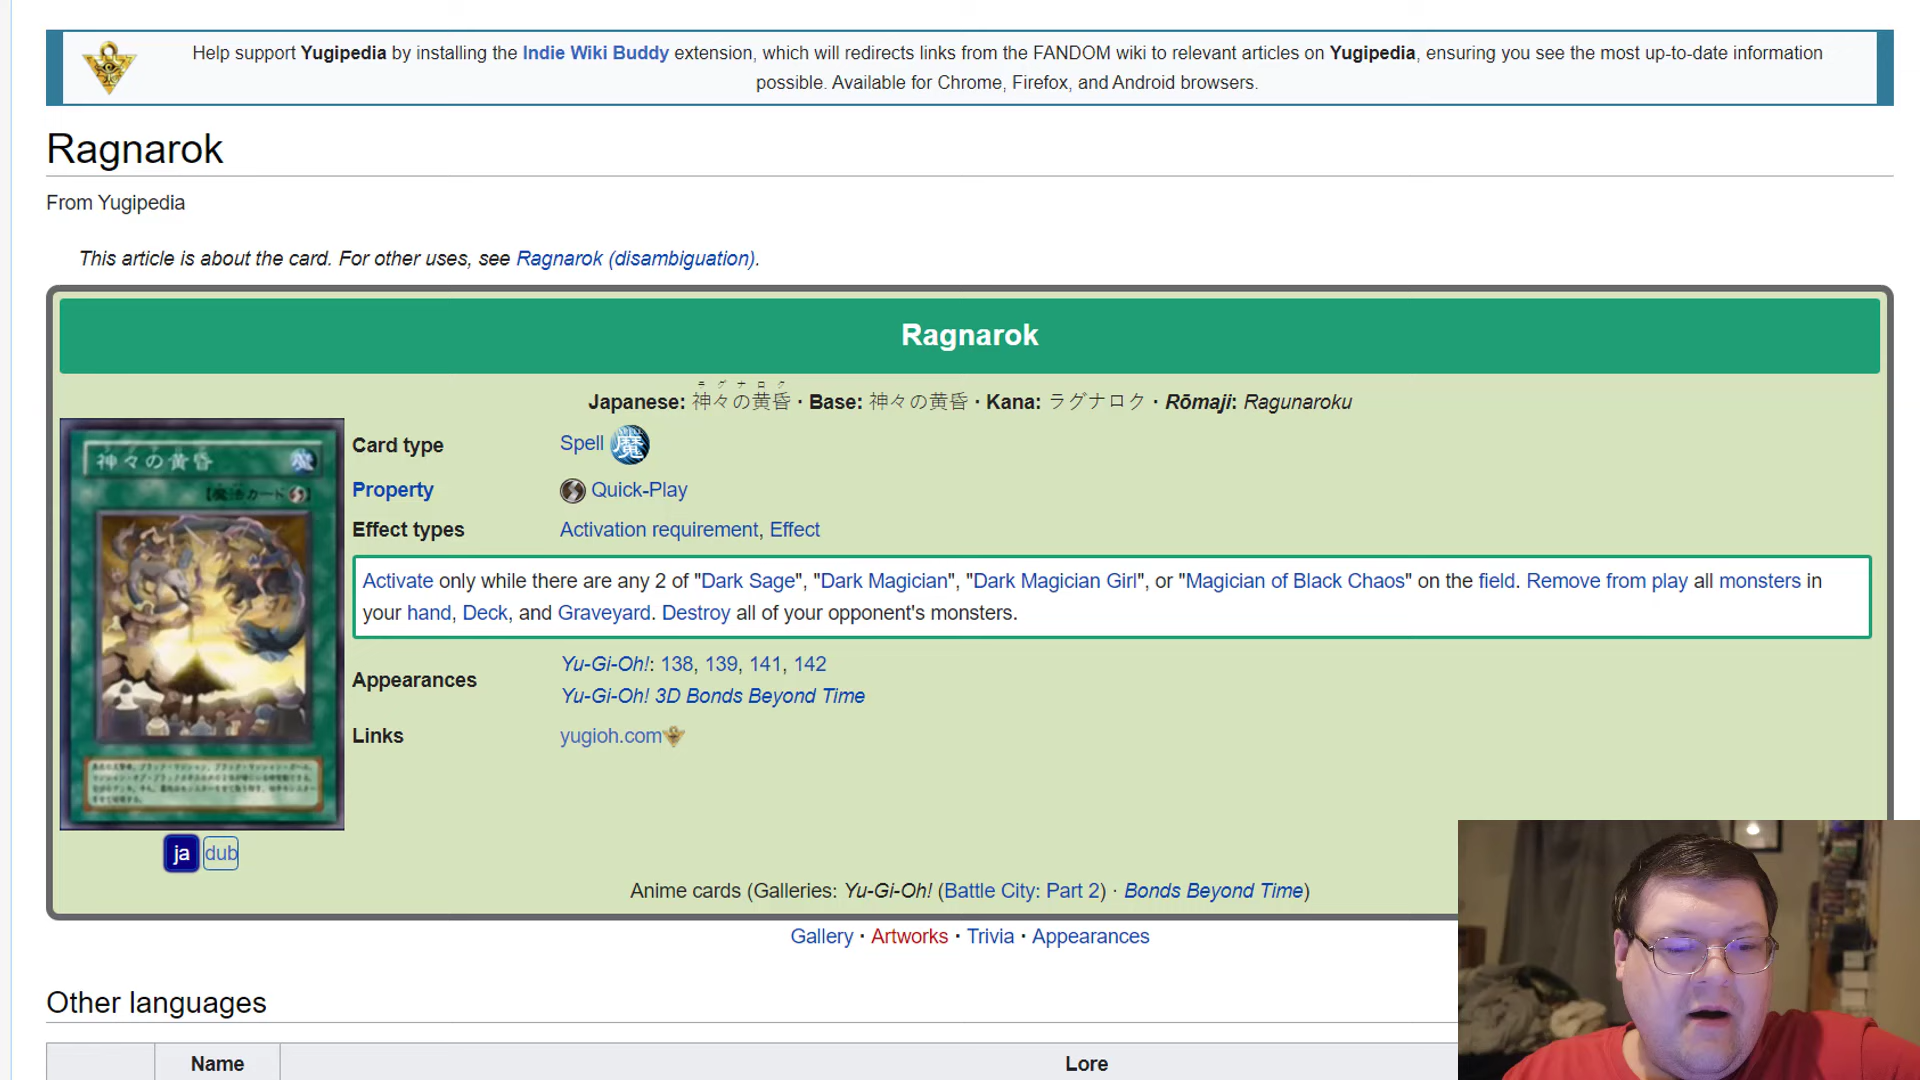 Help support Yugipedia by installing the Indie Wiki Buddy extension, which will redirects links from the FANDOM wiki to relevant articles on Yugipedia, ensuring you see the most up-to-date information
possible. Available for Chrome, Firefox, and Android browsers.
Ragnarok
From Yugipedia
This article is about the card. For other uses, see Ragnarok (disambiguation).
Ragnarok
Japanese: 神々の黄昏 · Base: 神々の黄昏 · Kana: ラグナロク · Rōmaji: Ragunaroku
神々の黄昏
【魔法カード】
Card type Spell 魔
Property Quick-Play
Effect types Activation requirement, Effect
Activate only while there are any 2 of "Dark Sage", "Dark Magician", "Dark Magician Girl", or "Magician of Black Chaos" on the field. Remove from play all monsters in
your hand, Deck, and Graveyard. Destroy all of your opponent's monsters.
Appearances Yu-Gi-Oh!: 138, 139, 141, 142
Yu-Gi-Oh! 3D Bonds Beyond Time
Links yugioh.com
ja dub
Anime cards (Galleries: Yu-Gi-Oh! (Battle City: Part 2) · Bonds Beyond Time)
Gallery · Artworks · Trivia · Appearances
Other languages
Name Lore